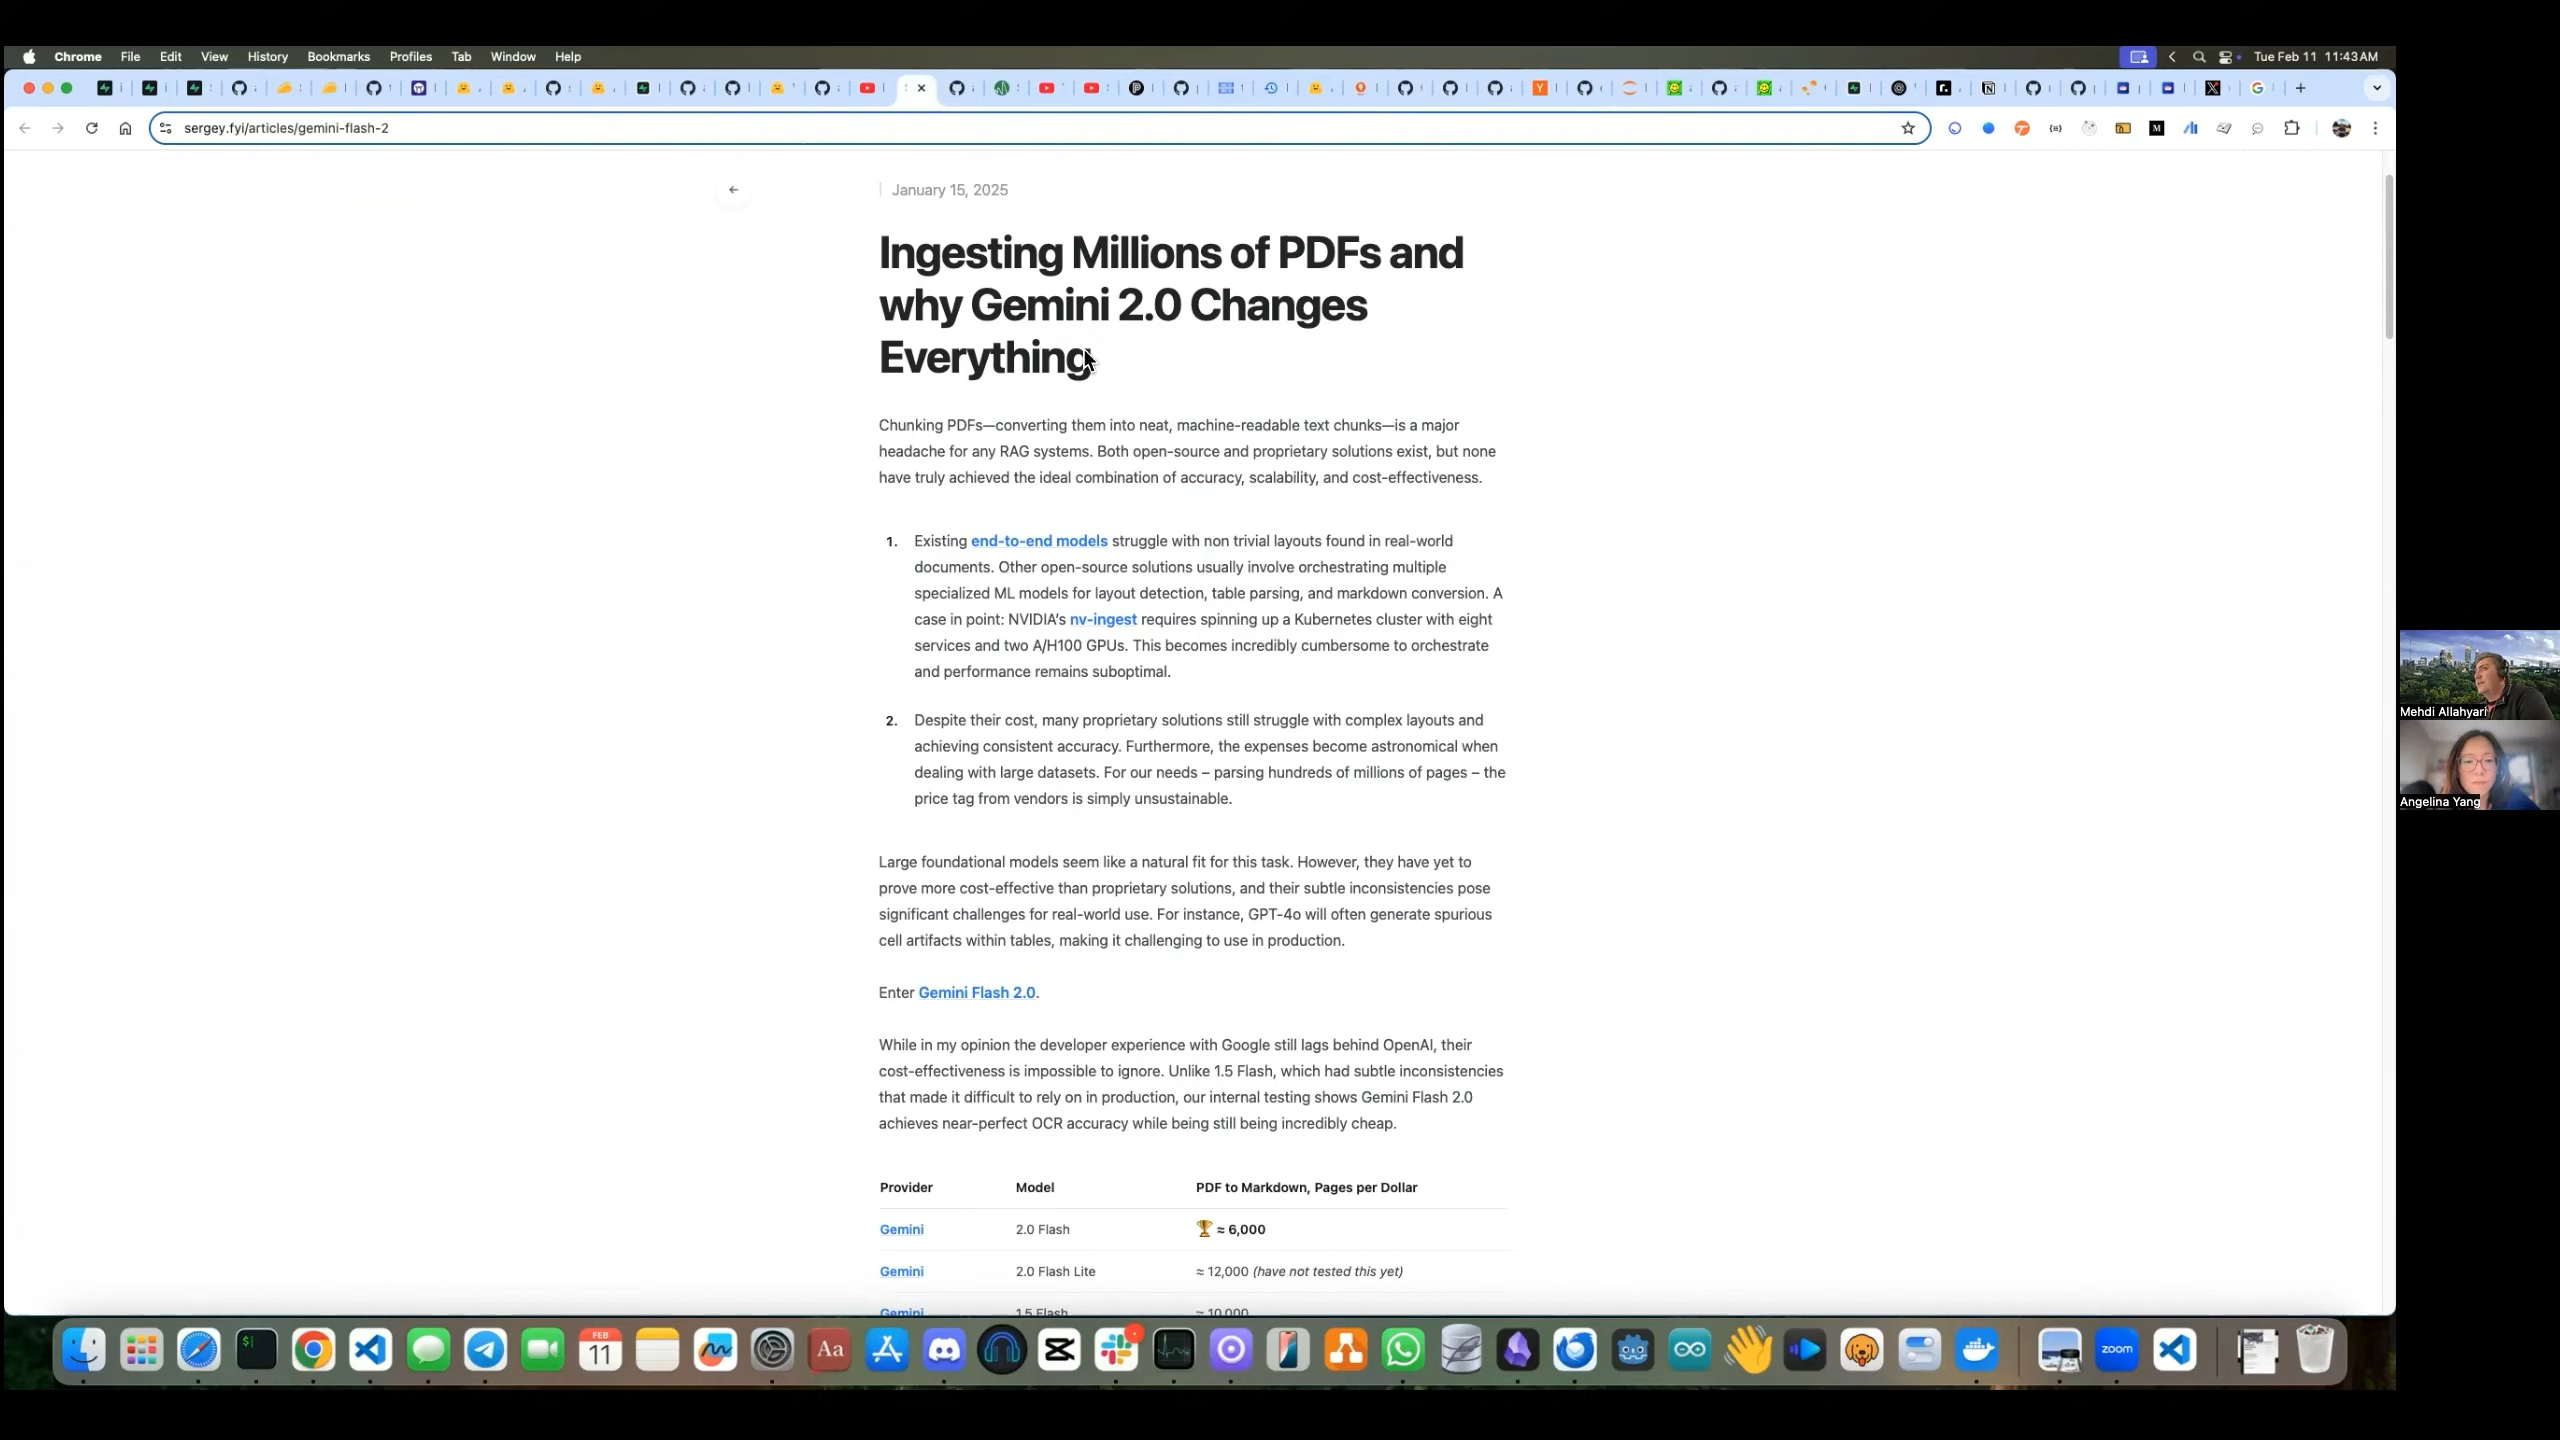 Chrome File Edit View History Bookmarks Profiles Tab Window Help
Tue Feb 11 11:43 AM
sergey.fyi/articles/gemini-flash-2
January 15, 2025
Ingesting Millions of PDFs and
why Gemini 2.0 Changes
Everything
Chunking PDFs—converting them into neat, machine-readable text chunks—is a major
headache for any RAG systems. Both open-source and proprietary solutions exist, but none
have truly achieved the ideal combination of accuracy, scalability, and cost-effectiveness.
1. Existing end-to-end models struggle with non trivial layouts found in real-world
documents. Other open-source solutions usually involve orchestrating multiple
specialized ML models for layout detection, table parsing, and markdown conversion. A
case in point: NVIDIA's nv-ingest requires spinning up a Kubernetes cluster with eight
services and two A/H100 GPUs. This becomes incredibly cumbersome to orchestrate
and performance remains suboptimal.
2. Despite their cost, many proprietary solutions still struggle with complex layouts and
achieving consistent accuracy. Furthermore, the expenses become astronomical when
dealing with large datasets. For our needs – parsing hundreds of millions of pages – the
price tag from vendors is simply unsustainable.
Large foundational models seem like a natural fit for this task. However, they have yet to
prove more cost-effective than proprietary solutions, and their subtle inconsistencies pose
significant challenges for real-world use. For instance, GPT-4o will often generate spurious
cell artifacts within tables, making it challenging to use in production.
Enter Gemini Flash 2.0.
While in my opinion the developer experience with Google still lags behind OpenAI, their
cost-effectiveness is impossible to ignore. Unlike 1.5 Flash, which had subtle inconsistencies
that made it difficult to rely on in production, our internal testing shows Gemini Flash 2.0
achieves near-perfect OCR accuracy while being still being incredibly cheap.
Provider Model PDF to Markdown, Pages per Dollar
Gemini 2.0 Flash 🏆 ≈ 6,000
Gemini 2.0 Flash Lite ≈ 12,000 (have not tested this yet)
Gemini 1.5 Flash ≈ 10,000
Mehdi Allahyari
Angelina Yang
FEB
11
Aa
zoom